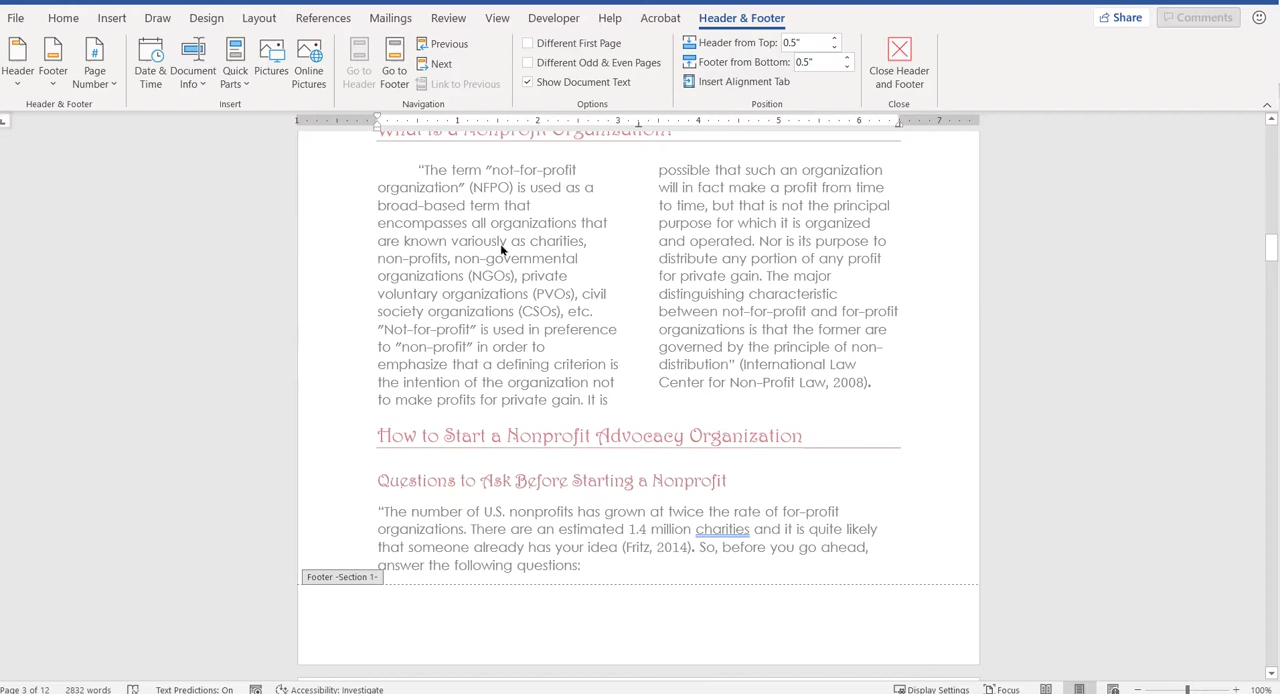 File Home Insert Draw Design Layout References Mailings Review View Developer Help Acrobat Header & Footer Share Comments
Header Footer Page Number
Header & Footer
Date & Time Document Info Quick Parts Pictures Online Pictures
Insert
Go to Header Go to Footer Previous Next Link to Previous
Navigation
Different First Page
Different Odd & Even Pages
Show Document Text
Options
Header from Top: 0.5"
Footer from Bottom: 0.5"
Insert Alignment Tab
Position
Close Header and Footer
Close
1 1 2 3 4 5 6 7
What is a Nonprofit Organization?
“The term "not-for-profit
organization" (NFPO) is used as a
broad-based term that
encompasses all organizations that
are known variously as charities,
non-profits, non-governmental
organizations (NGOs), private
voluntary organizations (PVOs), civil
society organizations (CSOs), etc.
"Not-for-profit" is used in preference
to "non-profit" in order to
emphasize that a defining criterion is
the intention of the organization not
to make profits for private gain. It is
possible that such an organization
will in fact make a profit from time
to time, but that is not the principal
purpose for which it is organized
and operated. Nor is its purpose to
distribute any portion of any profit
for private gain. The major
distinguishing characteristic
between not-for-profit and for-profit
organizations is that the former are
governed by the principle of non-
distribution” (International Law
Center for Non-Profit Law, 2008).
How to Start a Nonprofit Advocacy Organization
Questions to Ask Before Starting a Nonprofit
“The number of U.S. nonprofits has grown at twice the rate of for-profit
organizations. There are an estimated 1.4 million charities and it is quite likely
that someone already has your idea (Fritz, 2014). So, before you go ahead,
answer the following questions:
Footer -Section 1-
Page 3 of 12 2832 words Text Predictions: On Accessibility: Investigate Display Settings Focus 100%